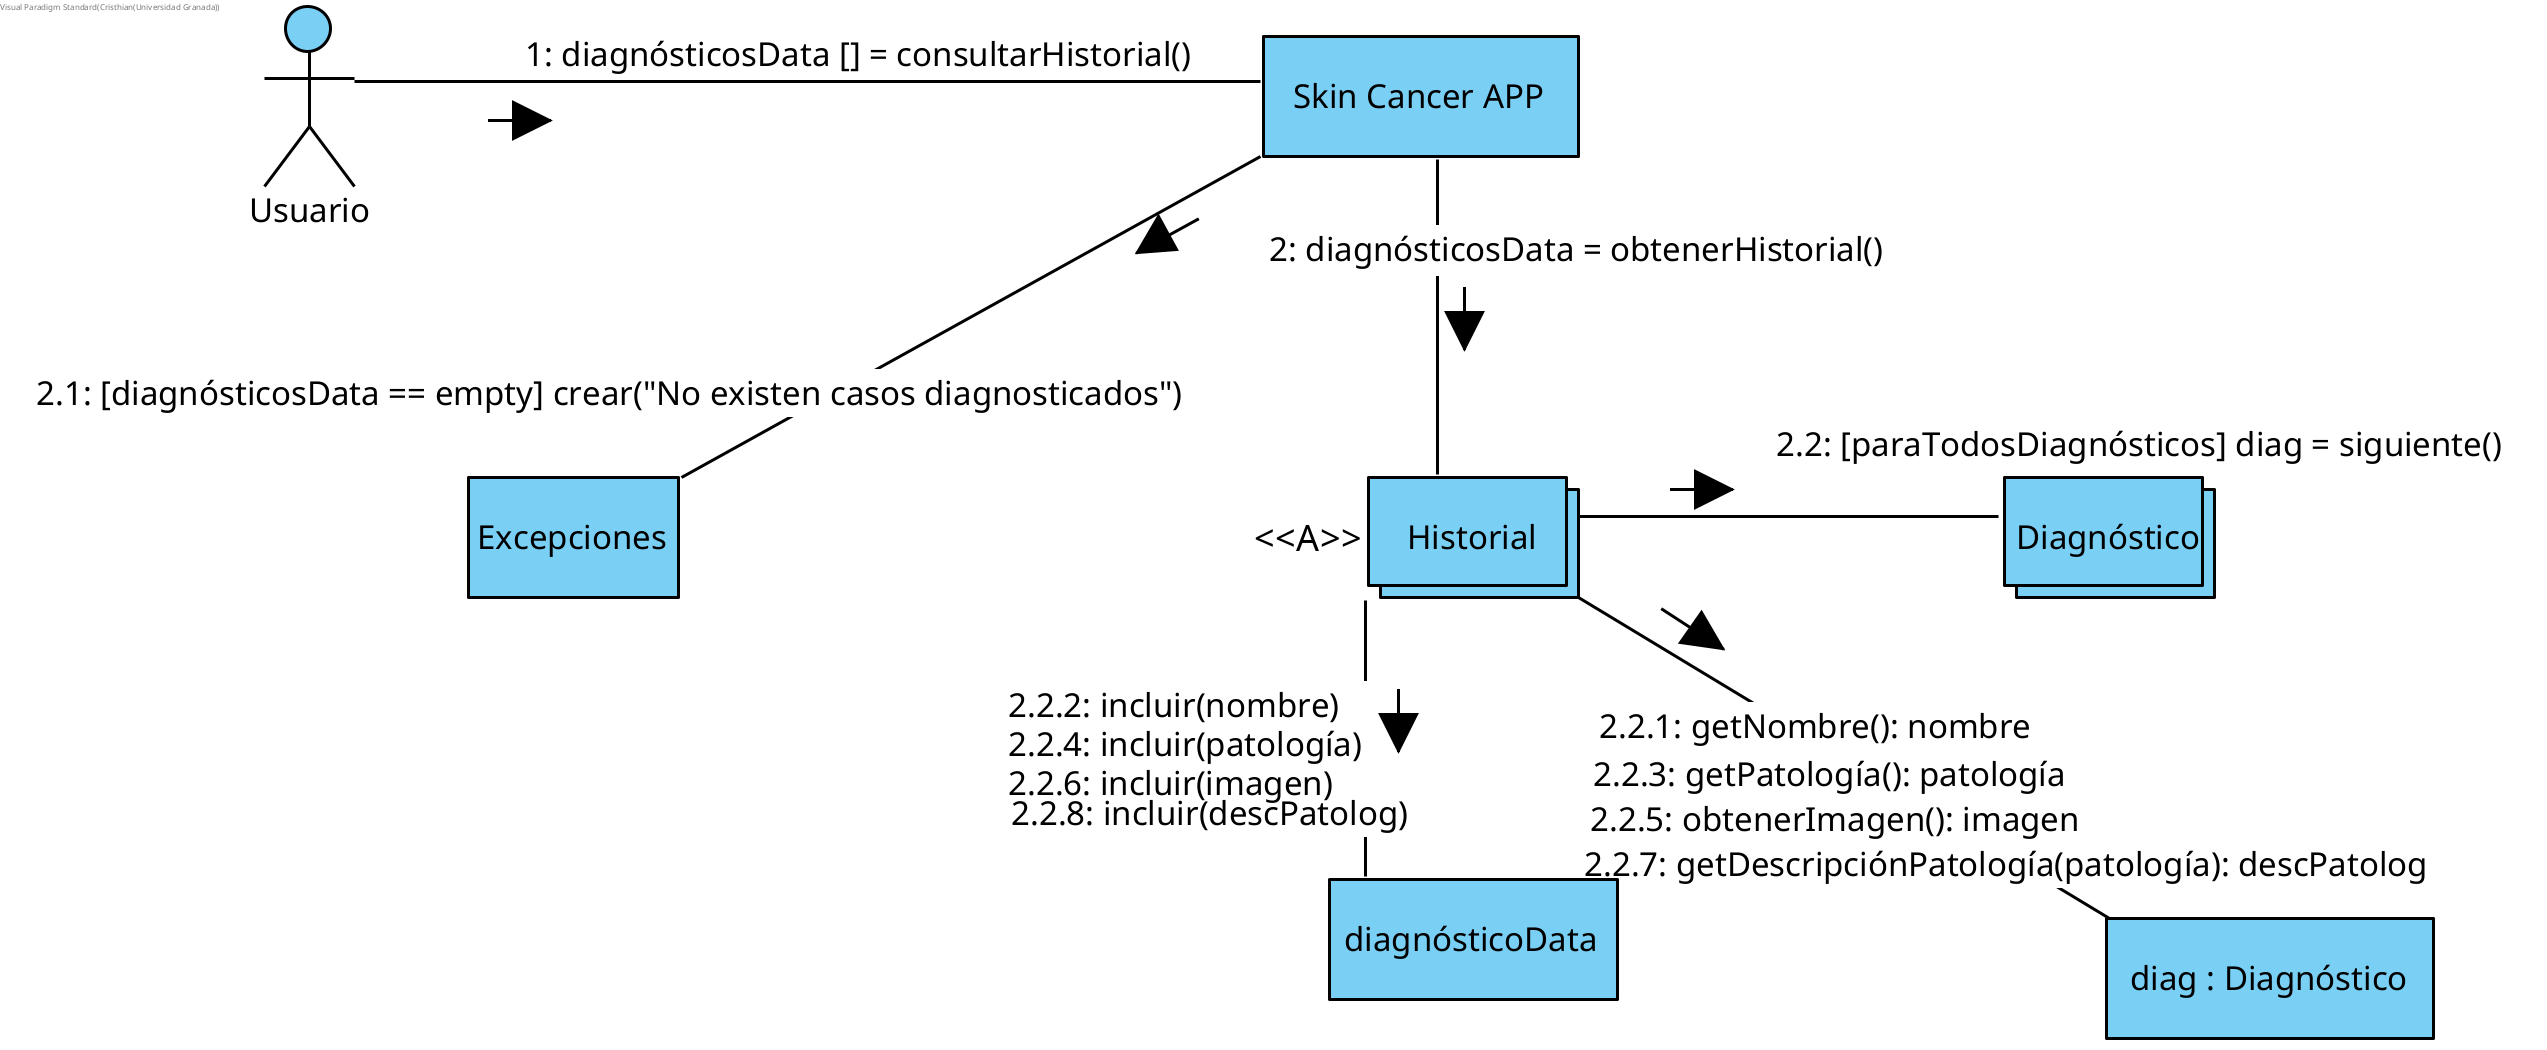 Visual Paradigm Standard(Cristhian(Universidad Granada))
1: diagnósticosData [] = consultarHistorial()
Skin Cancer APP
Usuario
2: diagnósticosData = obtenerHistorial()
2.1: [diagnósticosData == empty] crear("No existen casos diagnosticados")
2.2: [paraTodosDiagnósticos] diag = siguiente()
Excepciones
<<A>>
Historial
Diagnóstico
2.2.2: incluir(nombre)
2.2.4: incluir(patología)
2.2.6: incluir(imagen)
2.2.8: incluir(descPatolog)
2.2.1: getNombre(): nombre
2.2.3: getPatología(): patología
2.2.5: obtenerImagen(): imagen
2.2.7: getDescripciónPatología(patología): descPatolog
diagnósticoData
diag : Diagnóstico